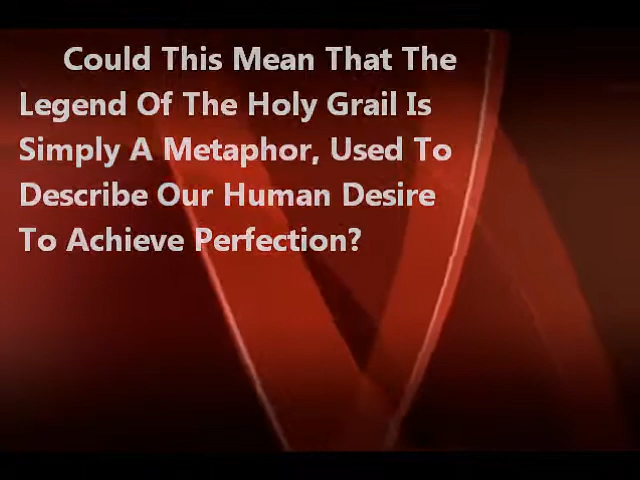 Could This Mean That The
Legend Of The Holy Grail Is
Simply A Metaphor, Used To
Describe Our Human Desire
To Achieve Perfection?